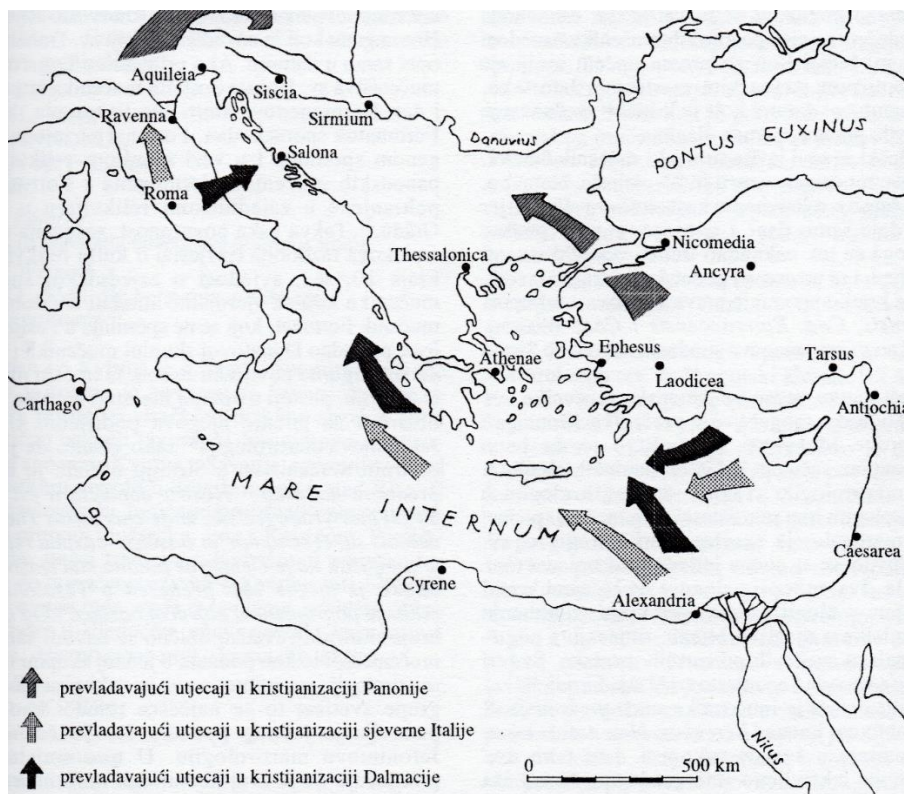 Aquileia
Siscia
Ravenna
Sirmium
Danuvius
PONTUS EUXINUS
Salona
Roma
Nicomedia
Thessalonica
Ancyra
Athenae
Ephesus
Laodicea
Tarsus
Carthago
Antiochia
MARE
INTERNUM
Caesarea
Cyrene
Alexandria
Nilus
prevladavajući utjecaji u kristijanizaciji Panonije
prevladavajući utjecaji u kristijanizaciji sjeverne Italije
prevladavajući utjecaji u kristijanizaciji Dalmacije
0 500 km